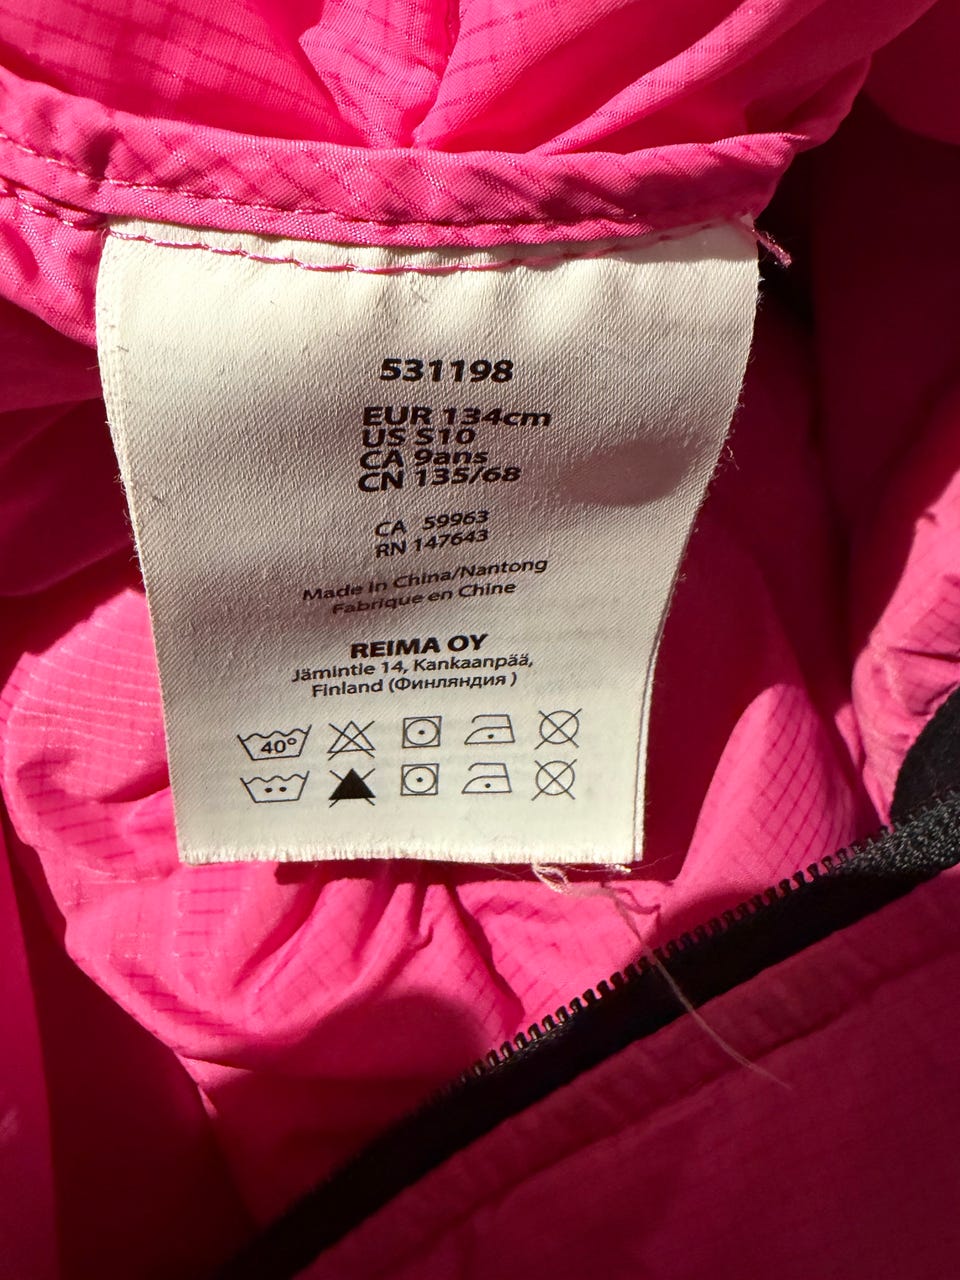 531198
EUR 134cm
US S10
CA 9ans
CN 135/68
CA 59963
RN 147643
Made in China/Nantong
Fabrique en Chine
REIMA OY
Jämintie 14, Kankaanpää,
Finland (Финляндия )
40°